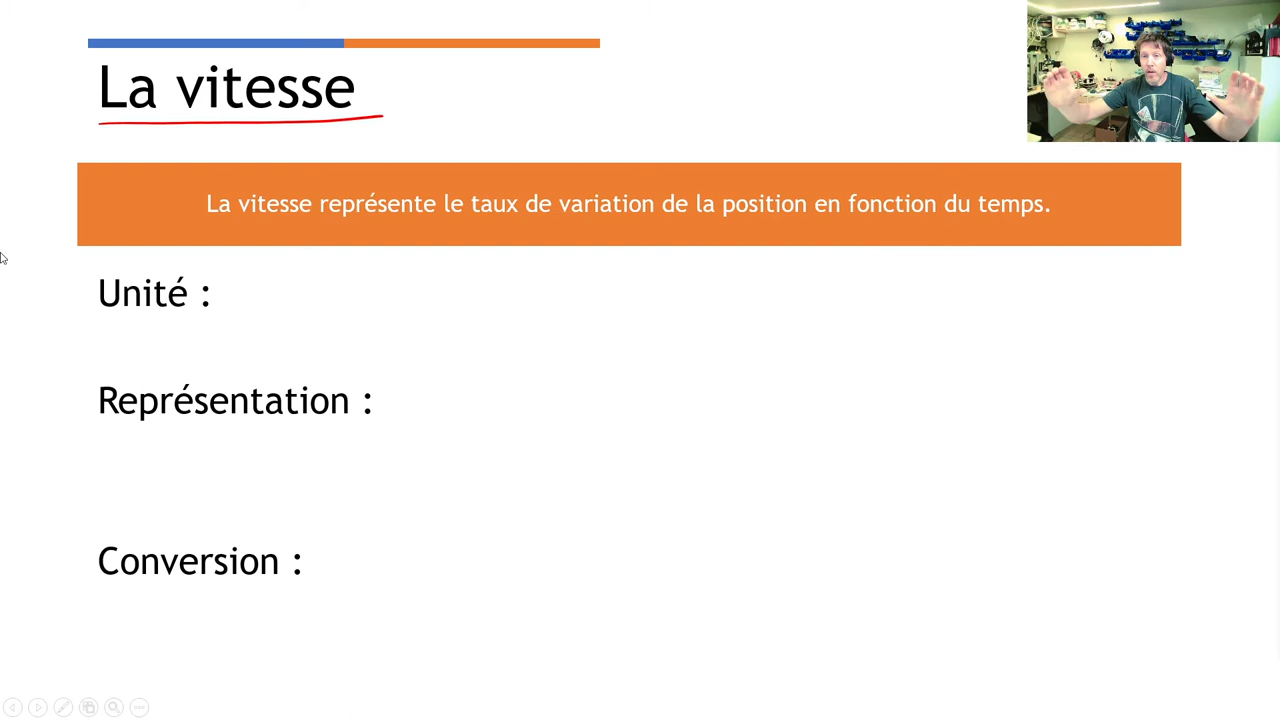 La vitesse
La vitesse représente le taux de variation de la position en fonction du temps.
Unité :
Représentation :
Conversion :